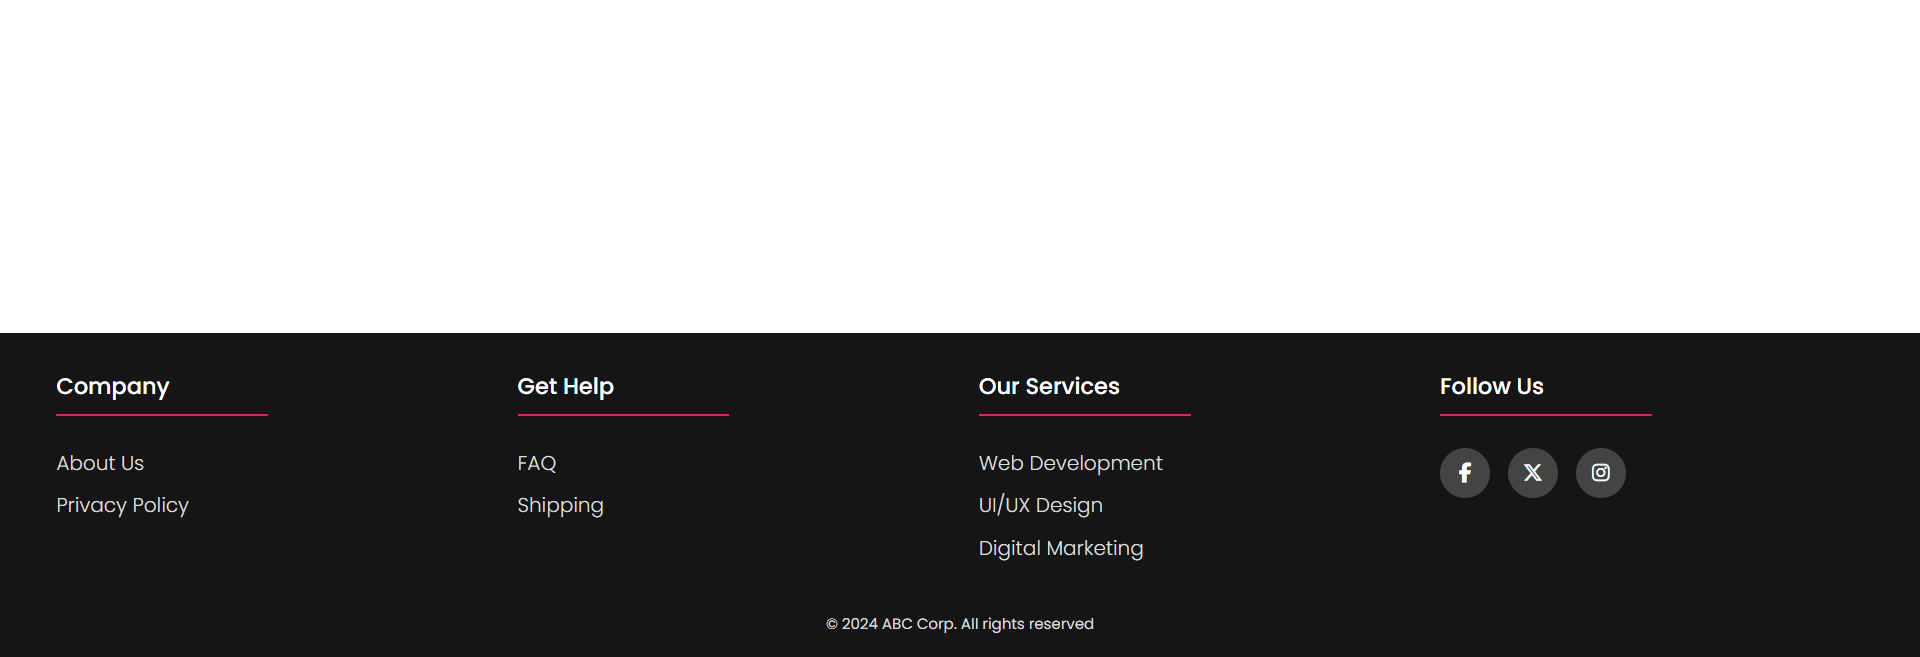 Company
About Us
Privacy Policy
Get Help
FAQ
Shipping
Our Services
Web Development
UI/UX Design
Digital Marketing
Follow Us
© 2024 ABC Corp. All rights reserved